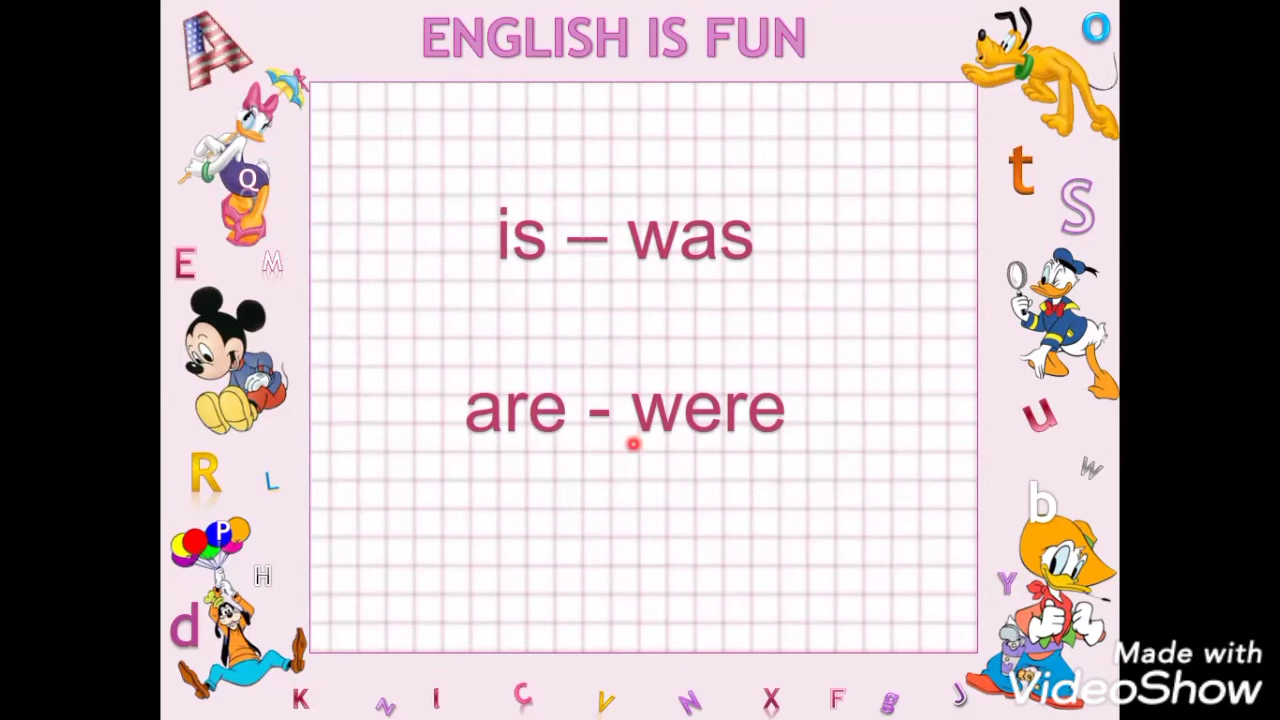 ENGLISH IS FUN
A
o
Q
t
S
is – was
E
M
are - were
u
R
L
W
b
P
H
Y
d
Made with
VideoShow
K
N
I
C
V
N
X
F
g
J